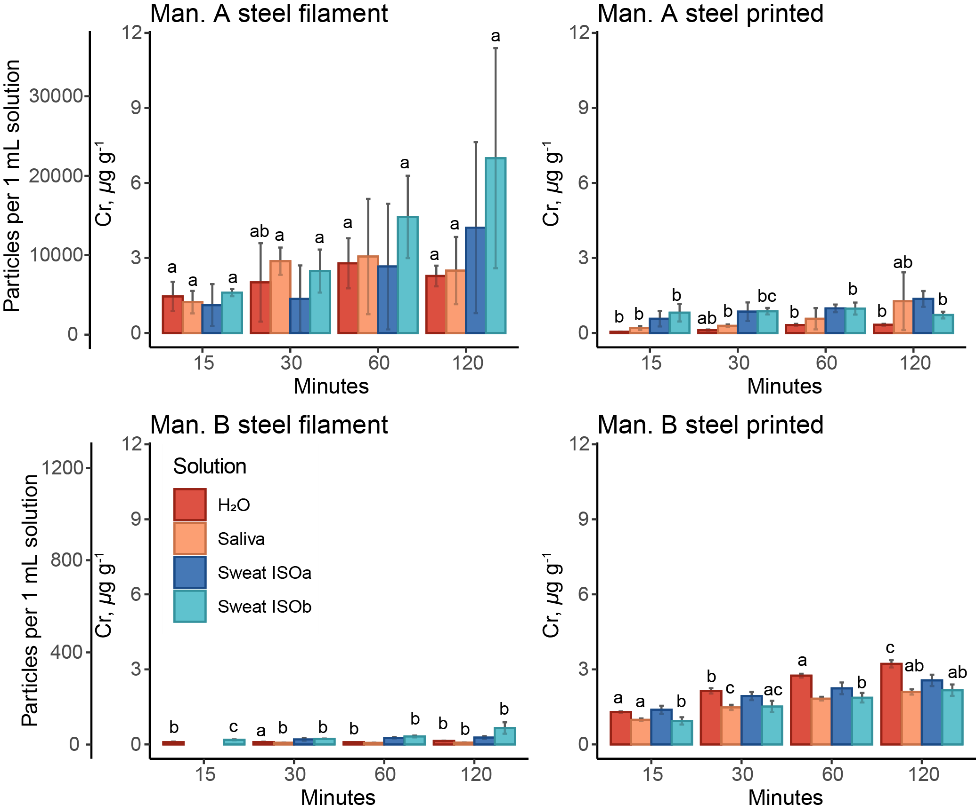 Man. A steel filament
Man. A steel printed
Particles per 1 mL solution
30000
20000
10000
0
Cr, µg g-1
12
9
6
3
0
a
a
a
ab
a
a
a
a
a
a
a
15
30
60
120
Minutes
Cr, µg g-1
12
9
6
3
0
b
b
b
ab
b
bc
b
b
b
ab
b
15
30
60
120
Minutes
Man. B steel filament
Man. B steel printed
Particles per 1 mL solution
1200
800
400
0
Cr, µg g-1
12
9
6
3
0
Solution
H₂O
Saliva
Sweat ISOa
Sweat ISOb
b
c
a
b
b
b
b
b
b
b
b
15
30
60
120
Minutes
Cr, µg g-1
12
9
6
3
0
a
a
b
b
c
ac
a
b
c
ab
ab
15
30
60
120
Minutes